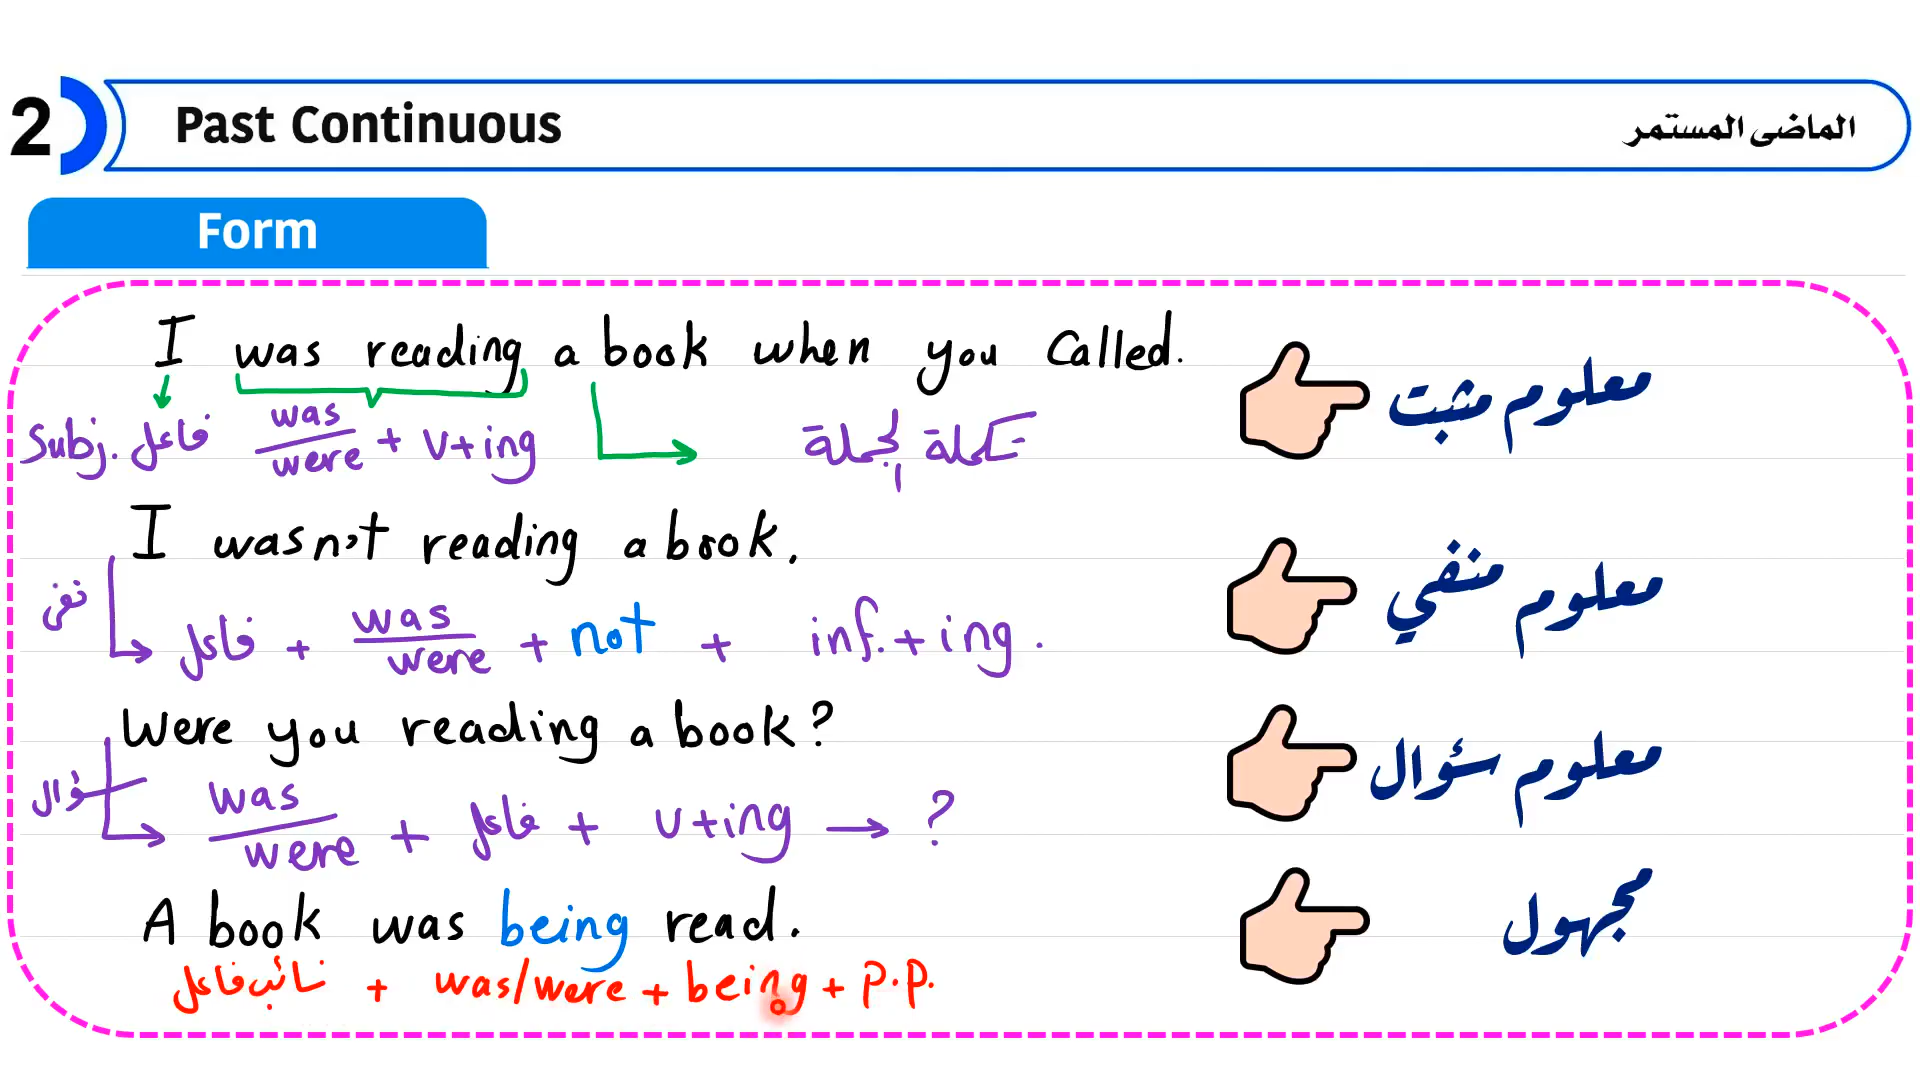 2 Past Continuous الماضى المستمر
Form
I was reading a book when you called.
معلوم مثبت
Subj. فاعل was/were + v+ing تكملة الجملة
I wasn't reading a book.
معلوم منفي
نفى
فاعل + was/were + not + inf. + ing.
Were you reading a book?
معلوم سئوال
سؤال
was/were + فاعل + v+ing → ?
A book was being read.
مجهول
نائب فاعل + was/were + being + p.p.